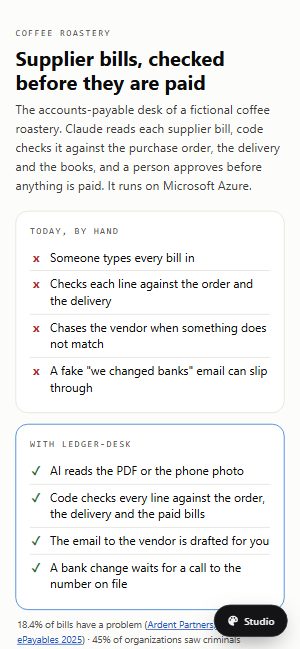 COFFEE ROASTERY
Supplier bills, checked
before they are paid
The accounts-payable desk of a fictional coffee
roastery. Claude reads each supplier bill, code
checks it against the purchase order, the delivery
and the books, and a person approves before
anything is paid. It runs on Microsoft Azure.
TODAY, BY HAND
x Someone types every bill in
x Checks each line against the order and
the delivery
x Chases the vendor when something does
not match
x A fake "we changed banks" email can slip
through
WITH LEDGER-DESK
✓ AI reads the PDF or the phone photo
✓ Code checks every line against the order,
the delivery and the paid bills
✓ The email to the vendor is drafted for you
✓ A bank change waits for a call to the
number on file
18.4% of bills have a problem (Ardent Partners,
Studio
ePayables 2025) · 45% of organizations saw criminals